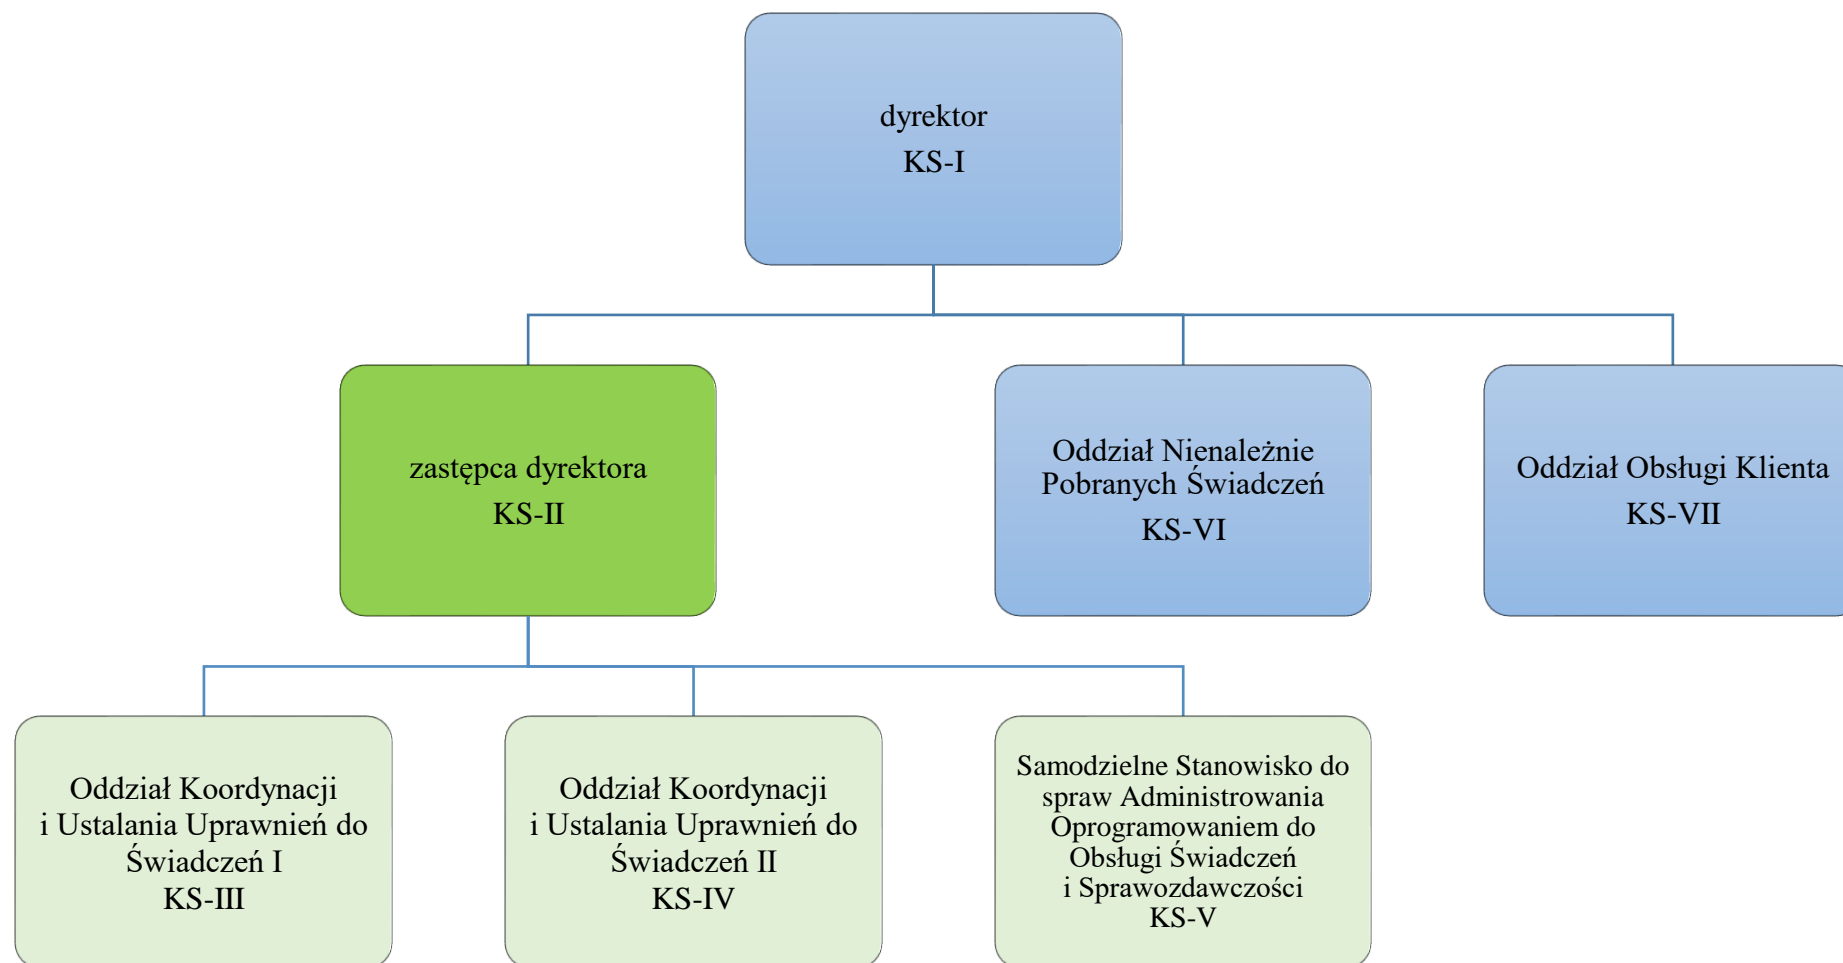 dyrektor
KS-I
zastępca dyrektora
KS-II
Oddział Nienależnie
Pobranych Świadczeń
KS-VI
Oddział Obsługi Klienta
KS-VII
Oddział Koordynacji
i Ustalania Uprawnień do
Świadczeń I
KS-III
Oddział Koordynacji
i Ustalania Uprawnień do
Świadczeń II
KS-IV
Samodzielne Stanowisko do
spraw Administrowania
Oprogramowaniem do
Obsługi Świadczeń
i Sprawozdawczości
KS-V